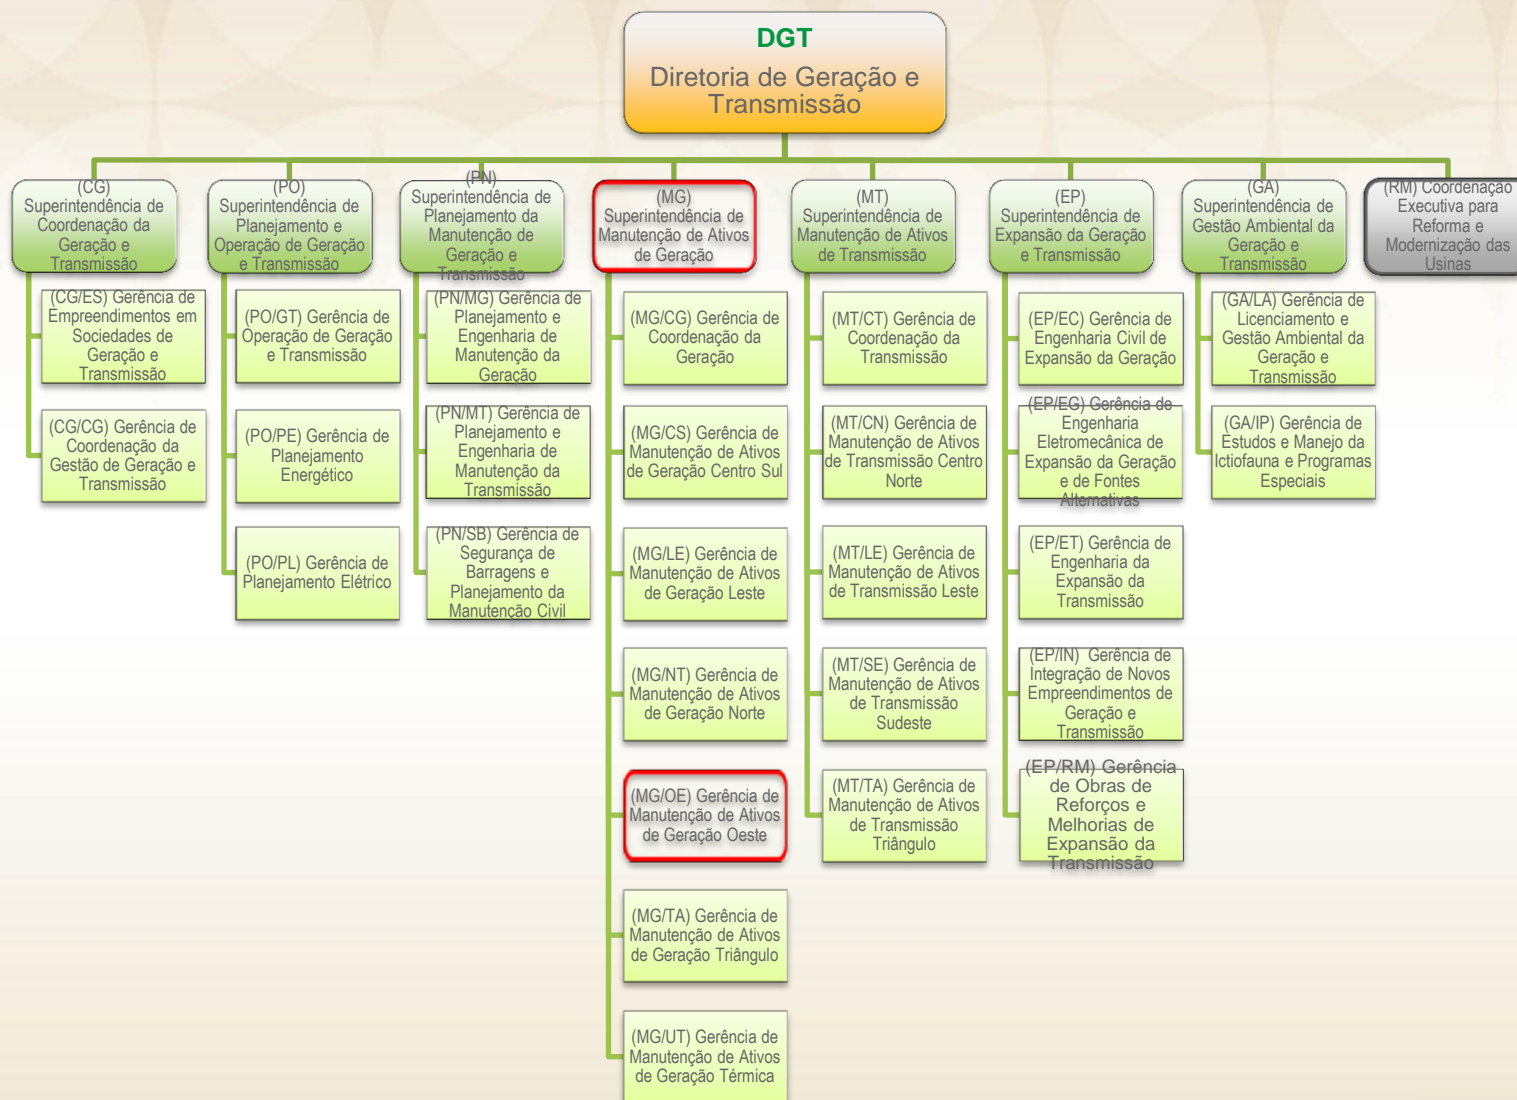 DGT
Diretoria de Geração e
Transmissão
(CG)
Superintendência de
Coordenação da
Geração e
Transmissão
(PO)
Superintendência de
Planejamento e
Operação de Geração
e Transmissão
(PN)
Superintendência de
Planejamento da
Manutenção de
Geração e
Transmissão
(MG)
Superintendência de
Manutenção de Ativos
de Geração
(MT)
Superintendência de
Manutenção de Ativos
de Transmissão
(EP)
Superintendência de
Expansão da Geração
e Transmissão
(GA)
Superintendência de
Gestão Ambiental da
Geração e
Transmissão
(RM) Coordenação
Executiva para
Reforma e
Modernização das
Usinas
(CG/ES) Gerência de
Empreendimentos em
Sociedades de
Geração e
Transmissão
(CG/CG) Gerência de
Coordenação da
Gestão de Geração e
Transmissão
(PO/GT) Gerência de
Operação de Geração
e Transmissão
(PO/PE) Gerência de
Planejamento
Energético
(PO/PL) Gerência de
Planejamento Elétrico
(PN/MG) Gerência de
Planejamento e
Engenharia de
Manutenção da
Geração
(PN/MT) Gerência de
Planejamento e
Engenharia de
Manutenção da
Transmissão
(PN/SB) Gerência de
Segurança de
Barragens e
Planejamento da
Manutenção Civil
(MG/CG) Gerência de
Coordenação da
Geração
(MG/CS) Gerência de
Manutenção de Ativos
de Geração Centro Sul
(MG/LE) Gerência de
Manutenção de Ativos
de Geração Leste
(MG/NT) Gerência de
Manutenção de Ativos
de Geração Norte
(MG/OE) Gerência de
Manutenção de Ativos
de Geração Oeste
(MG/TA) Gerência de
Manutenção de Ativos
de Geração Triângulo
(MG/UT) Gerência de
Manutenção de Ativos
de Geração Térmica
(MT/CT) Gerência de
Coordenação da
Transmissão
(MT/CN) Gerência de
Manutenção de Ativos
de Transmissão Centro
Norte
(MT/LE) Gerência de
Manutenção de Ativos
de Transmissão Leste
(MT/SE) Gerência de
Manutenção de Ativos
de Transmissão
Sudeste
(MT/TA) Gerência de
Manutenção de Ativos
de Transmissão
Triângulo
(EP/EC) Gerência de
Engenharia Civil de
Expansão da Geração
(EP/EG) Gerência de
Engenharia
Eletromecânica de
Expansão da Geração
e de Fontes
Alternativas
(EP/ET) Gerência de
Engenharia da
Expansão da
Transmissão
(EP/IN) Gerência de
Integração de Novos
Empreendimentos de
Geração e
Transmissão
(EP/RM) Gerência
de Obras de
Reforços e
Melhorias de
Expansão da
Transmissão
(GA/LA) Gerência de
Licenciamento e
Gestão Ambiental da
Geração e
Transmissão
(GA/IP) Gerência de
Estudos e Manejo da
Ictiofauna e Programas
Especiais